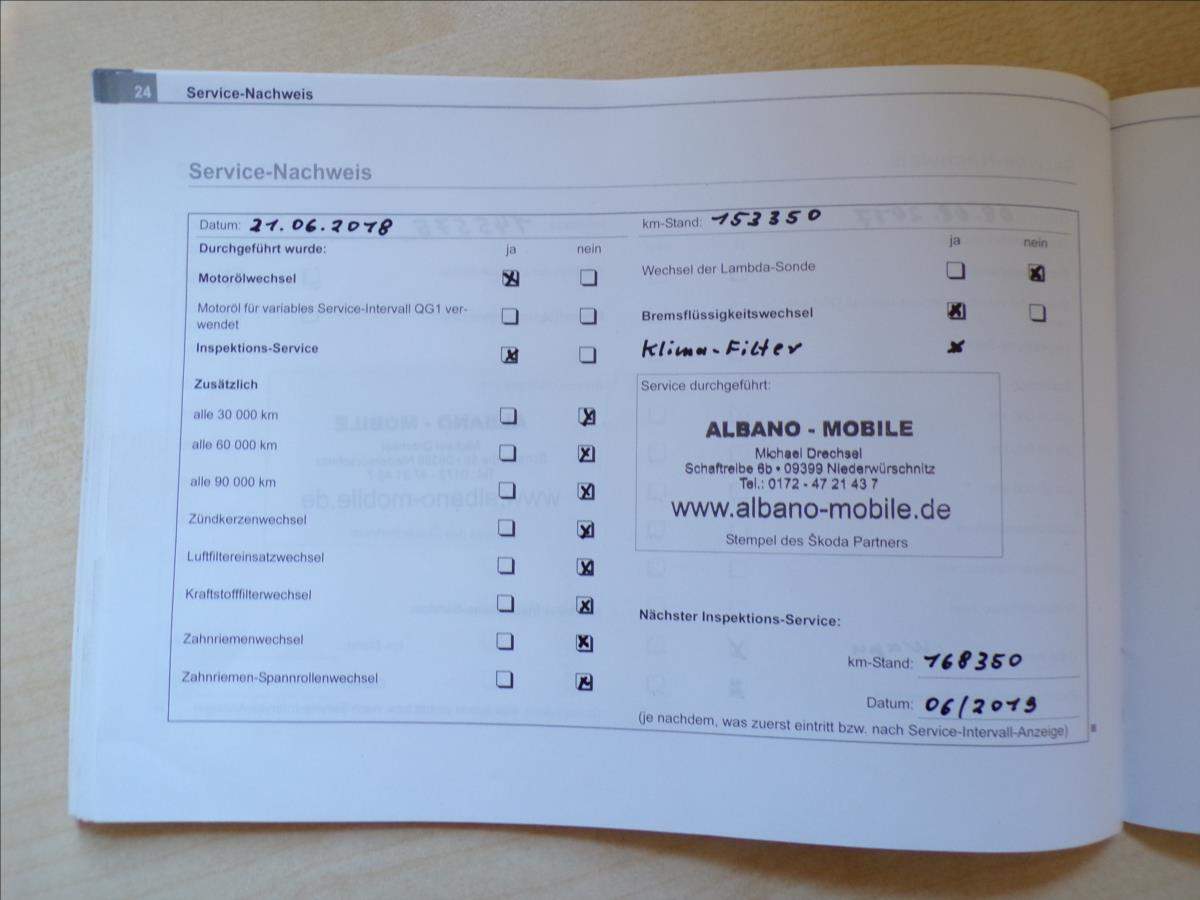 24 Service-Nachweis
Service-Nachweis
Datum: 21.06.2018
km-Stand: 153350
Durchgeführt wurde: ja nein
ja nein
Motorölwechsel
Wechsel der Lambda-Sonde
Motoröl für variables Service-Intervall QG1 ver-
wendet
Bremsflüssigkeitswechsel
Inspektions-Service
Klima-Filter
Zusätzlich
Service durchgeführt:
alle 30 000 km
ALBANO - MOBILE
alle 60 000 km
Michael Drechsel
Schaftreibe 6b • 09399 Niederwürschnitz
Tel.: 0172 - 47 21 43 7
alle 90 000 km
www.albano-mobile.de
Zündkerzenwechsel
Stempel des Škoda Partners
Luftfiltereinsatzwechsel
Kraftstofffilterwechsel
Nächster Inspektions-Service:
Zahnriemenwechsel
km-Stand: 168350
Zahnriemen-Spannrollenwechsel
Datum: 06/2019
(je nachdem, was zuerst eintritt bzw. nach Service-Intervall-Anzeige)